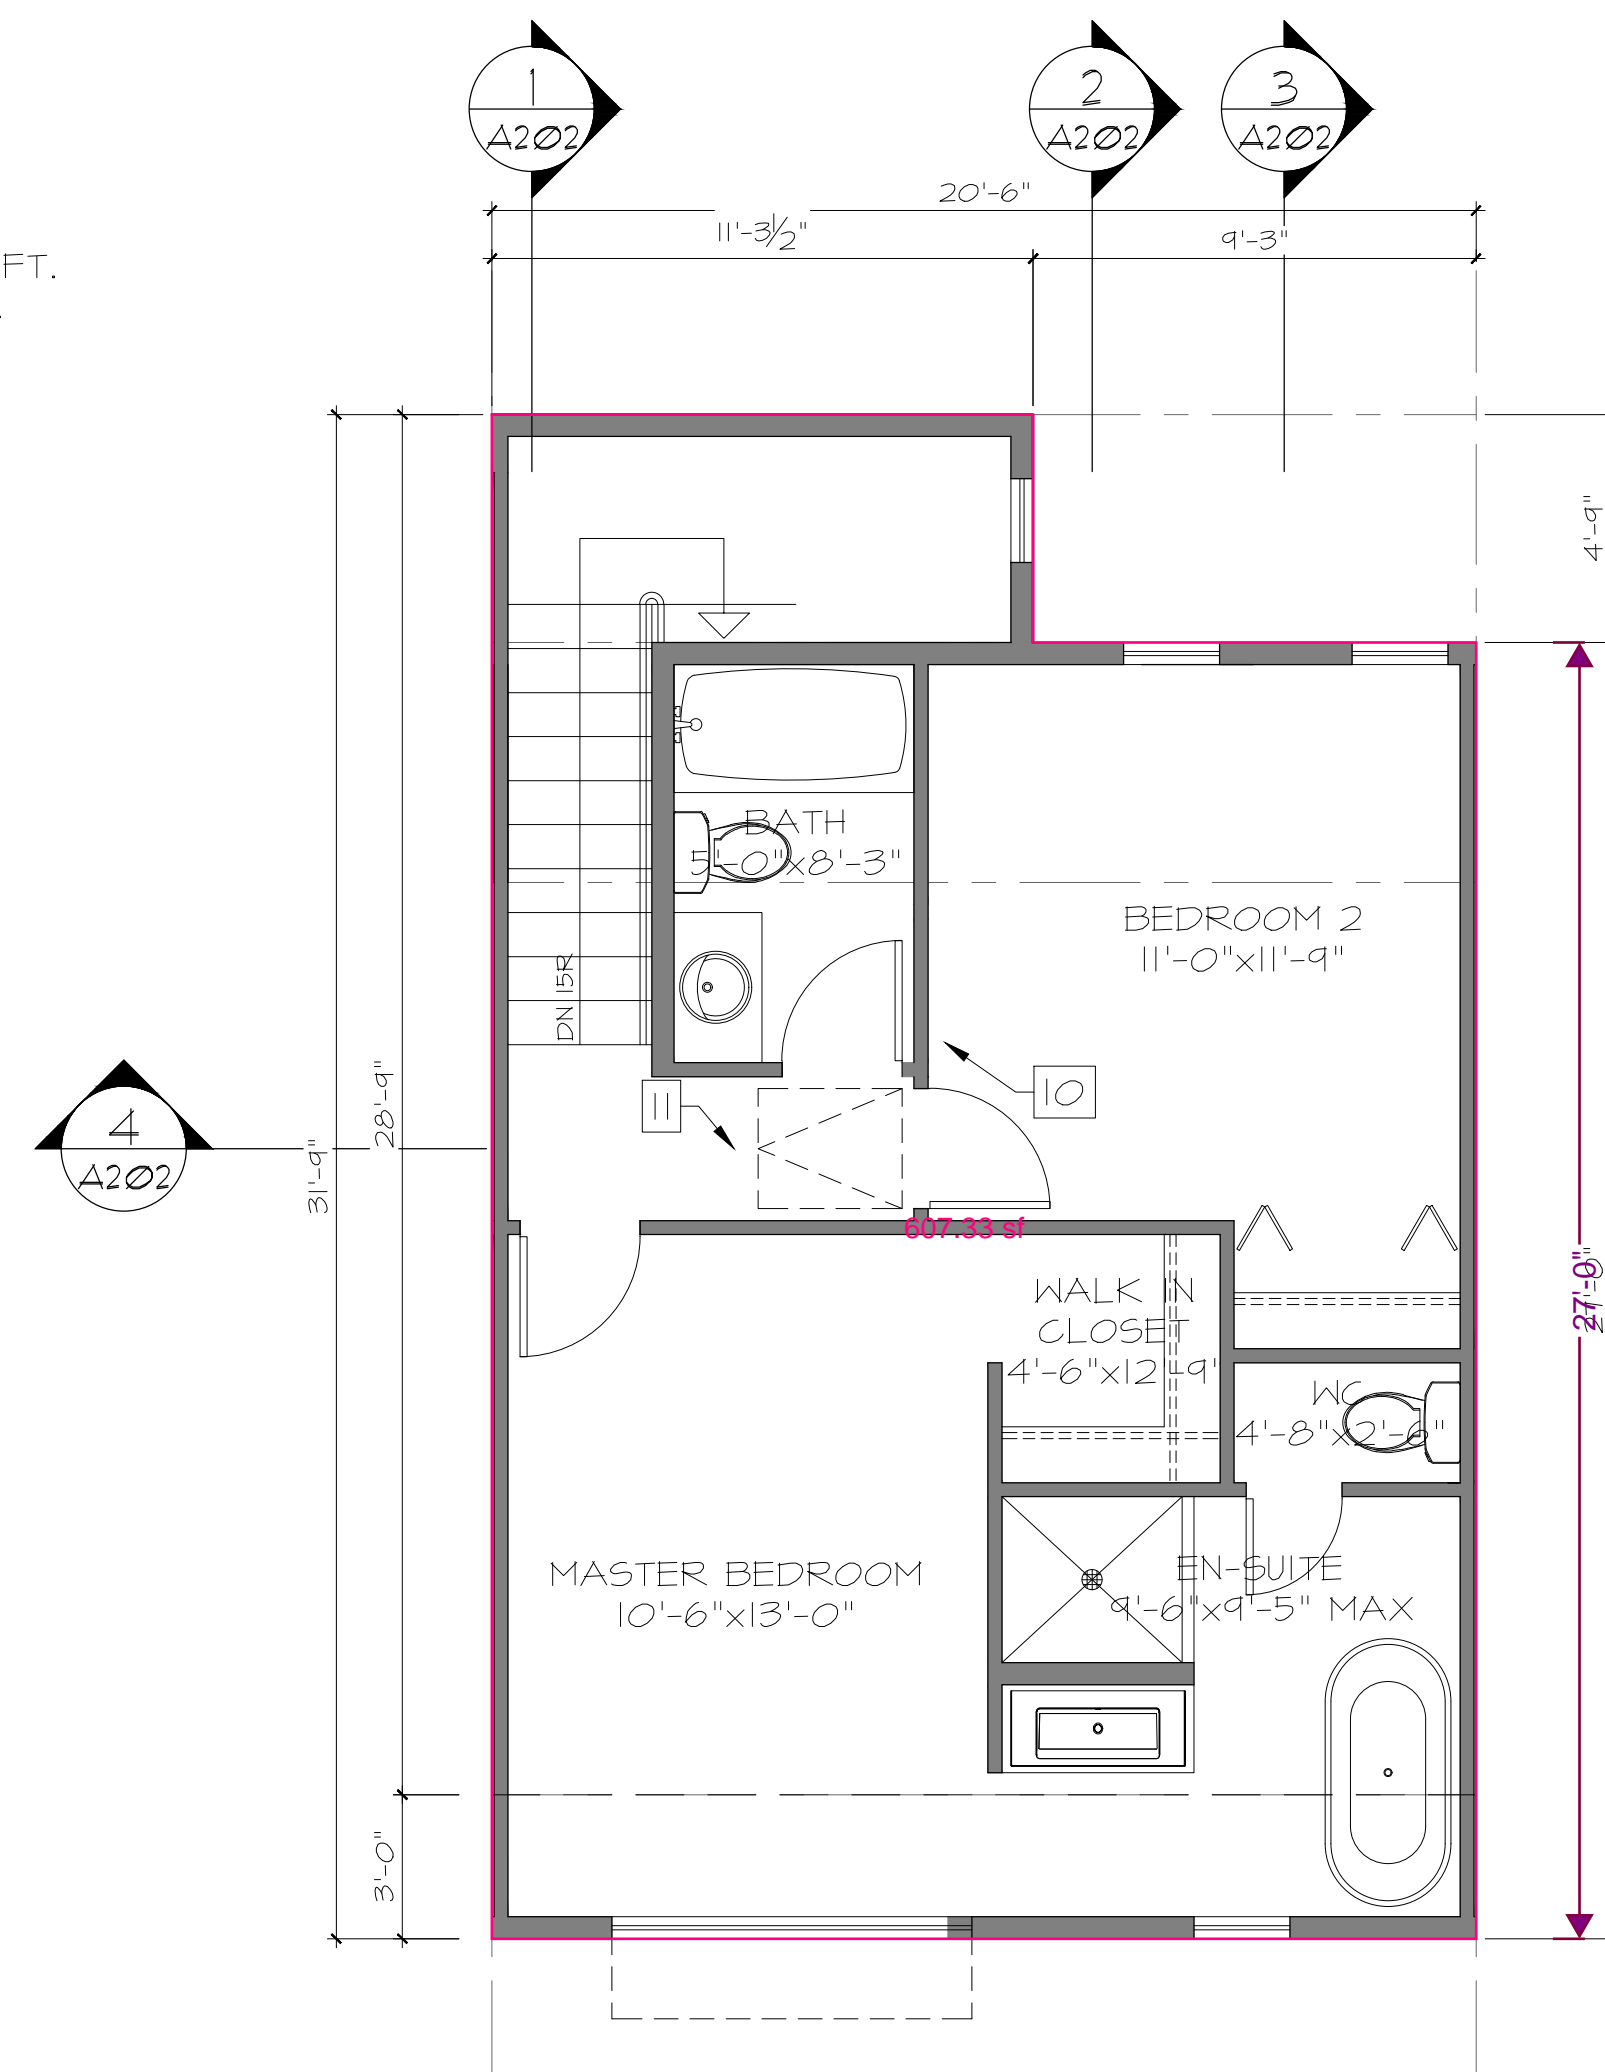 1
A202
2
A202
3
A202
20'-6"
11'-3½"
9'-3"
FT.
4'-9"
BATH
5'-0"x8'-3"
BEDROOM 2
11'-0"x11'-9"
DN 15R
10
11
4
A202
28'-9"
31'-9"
607.33 sf
WALK IN
CLOSET
4'-6"x12'-9"
27'-0"
WC
4'-8"x2'-6"
MASTER BEDROOM
10'-6"x13'-0"
EN-SUITE
9'-6"x9'-5" MAX
3'-0"